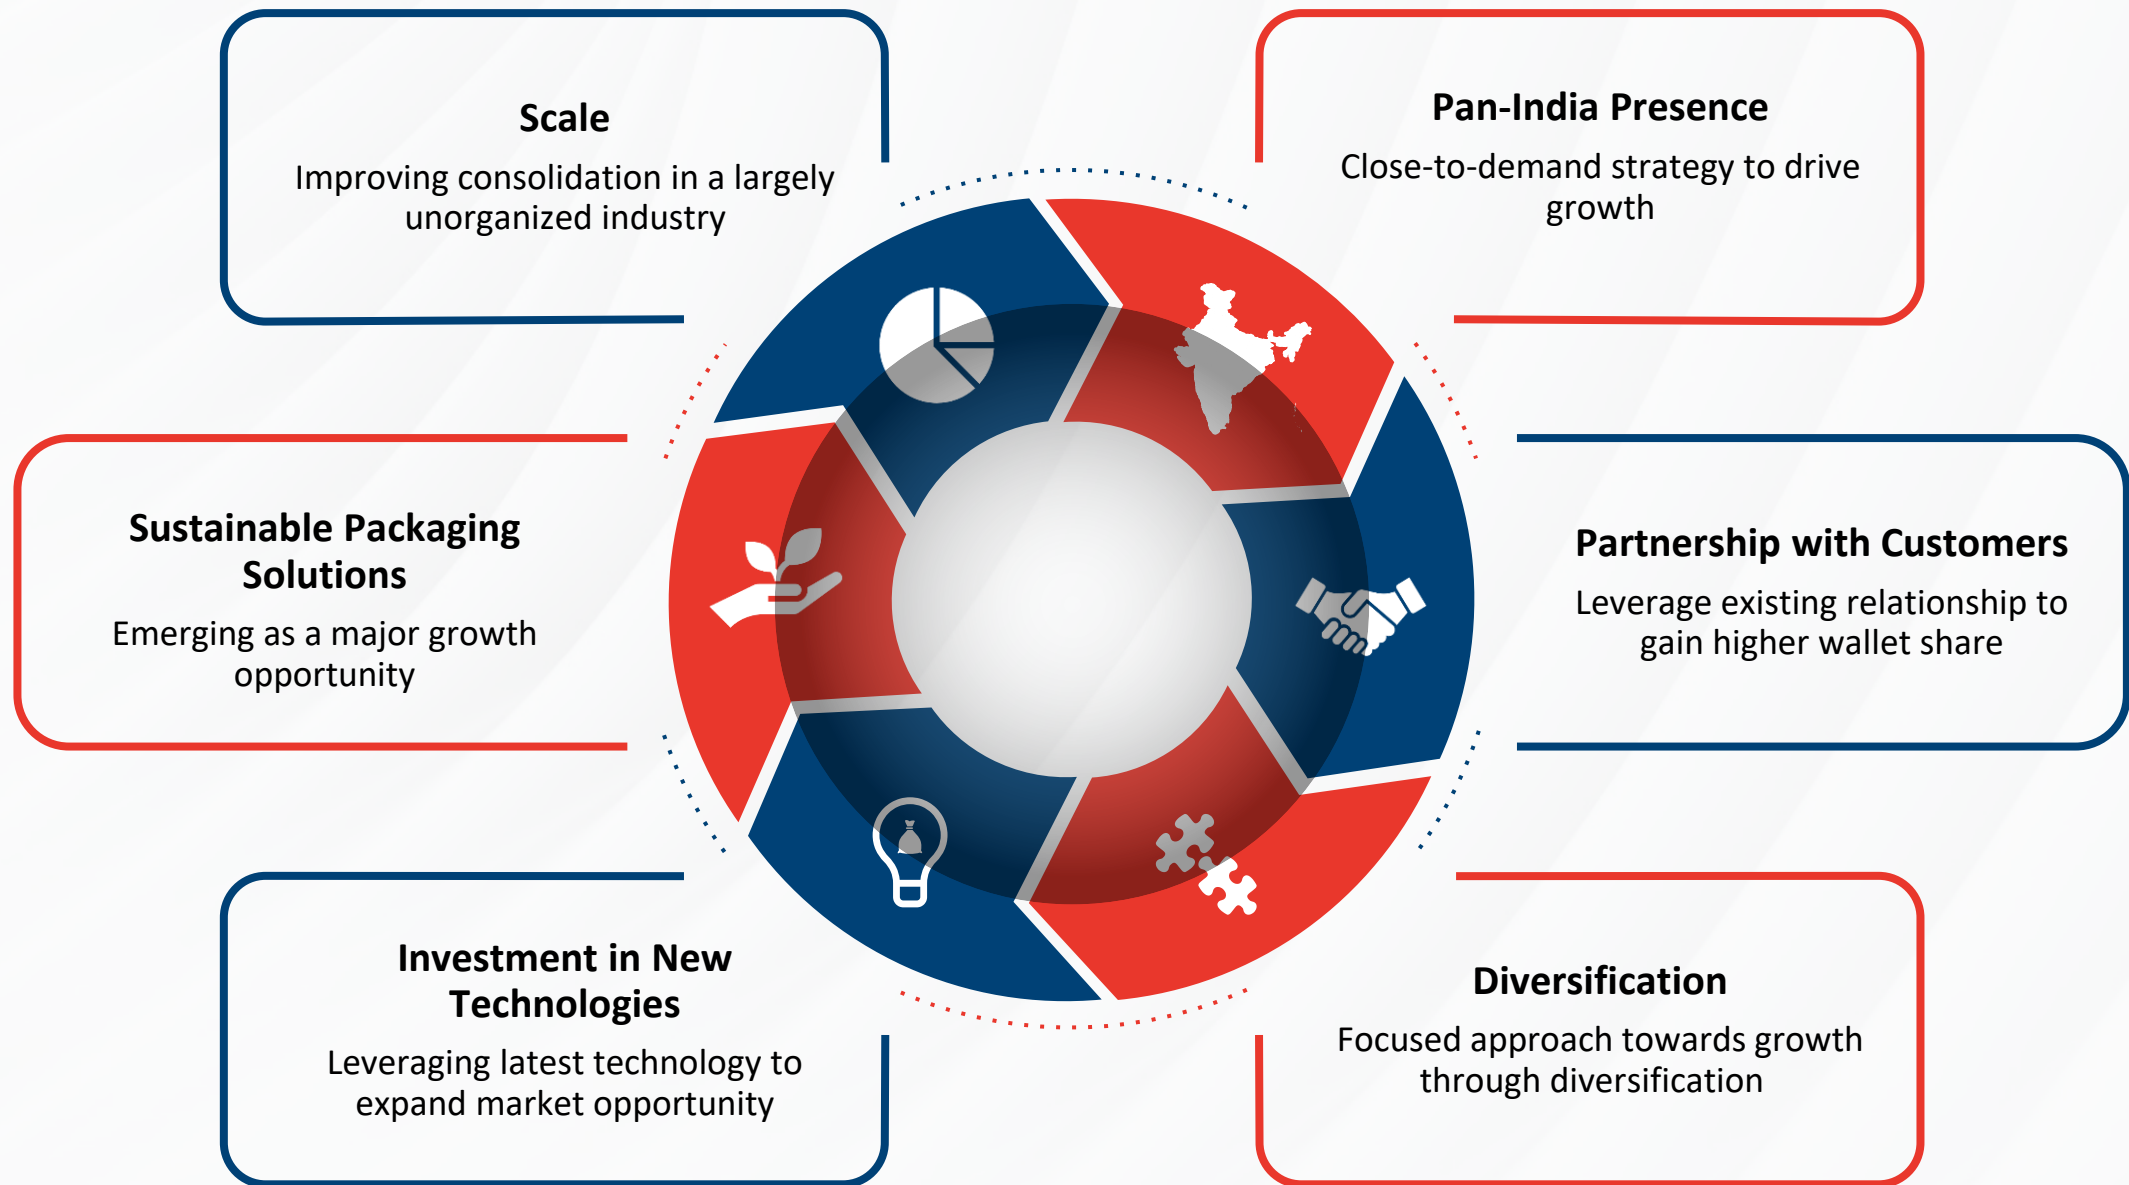 Scale
Improving consolidation in a largely
unorganized industry
Pan-India Presence
Close-to-demand strategy to drive
growth
Sustainable Packaging
Solutions
Emerging as a major growth
opportunity
Partnership with Customers
Leverage existing relationship to
gain higher wallet share
Investment in New
Technologies
Leveraging latest technology to
expand market opportunity
Diversification
Focused approach towards growth
through diversification